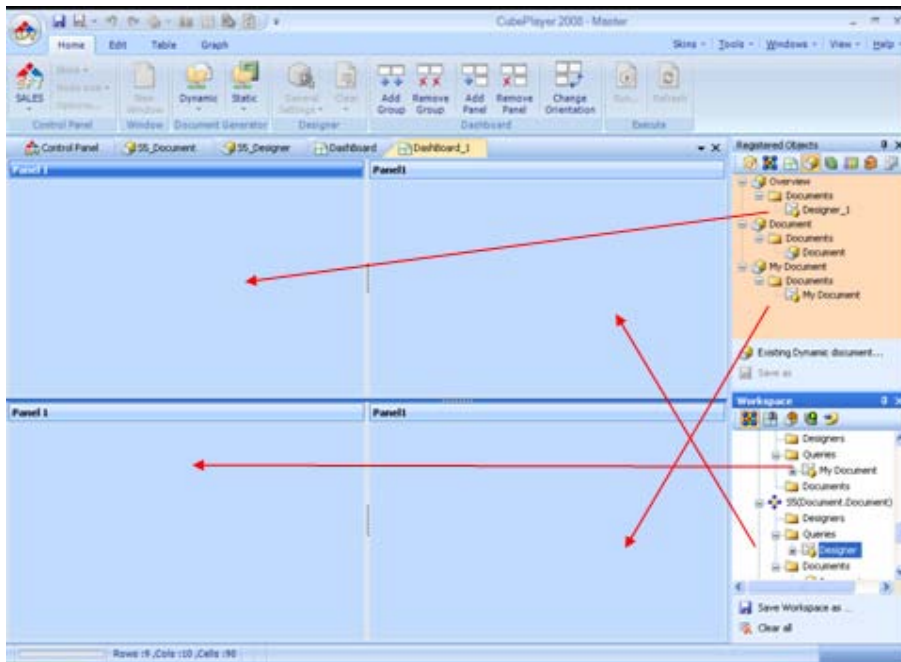 CubePlayer 2008 - Master
Home Edit Table Graph Skins Tools Windows View Help
SALES Dynamic Static Add Group Remove Group Add Panel Remove Panel Change Orientation
Control Panel Window Document Generator Designer Dashboard Execute
Control Panel SS_Document SS_Designer DashBoard DashBoard_1
Panel 1 Panel1
Registered Objects
Overview
Documents
Designer_1
Document
Documents
Document
My Document
Documents
My Document
Existing Dynamic document...
Save as
Panel 1 Panel1
Workspace
Designers
Queries
My Document
Documents
SS(Document.Document)
Designers
Queries
Designer
Documents
Save Workspace as ...
Clear all
Rows :9 ,Cols :10 ,Cells :90